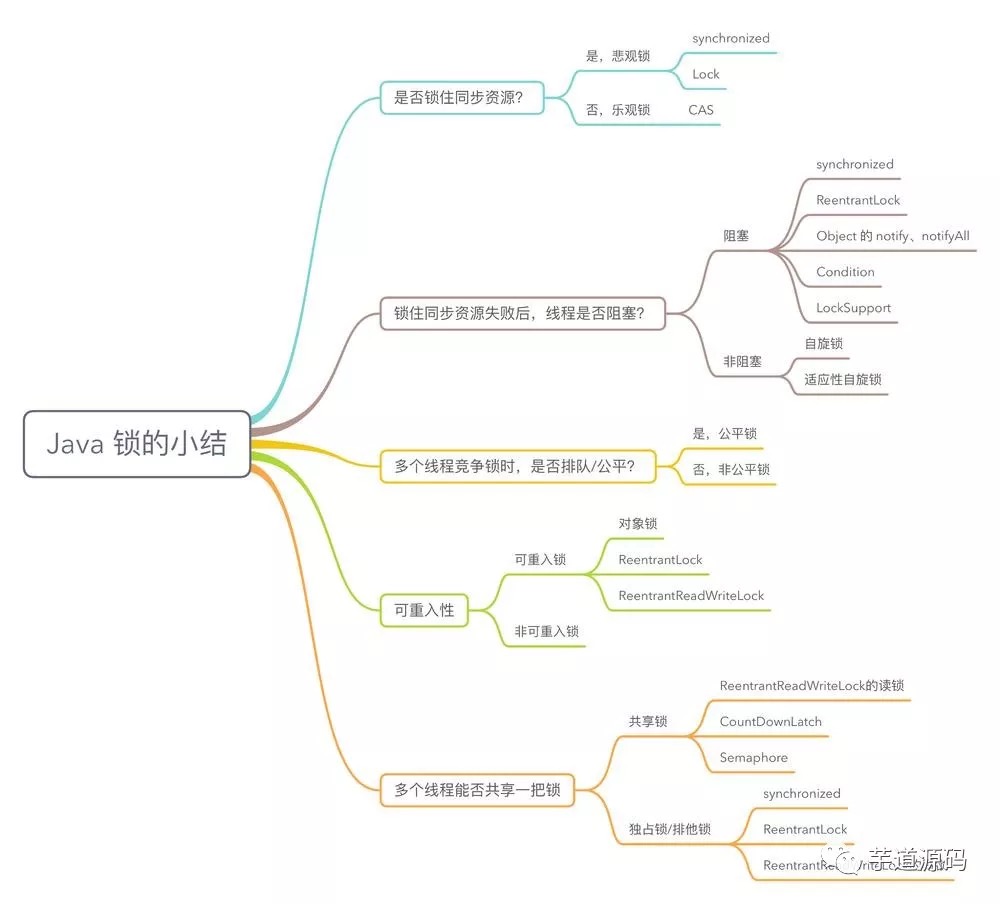 Java 锁的小结
是否锁住同步资源?
是，悲观锁
synchronized
Lock
否，乐观锁
CAS
锁住同步资源失败后，线程是否阻塞?
阻塞
synchronized
ReentrantLock
Object 的 notify、notifyAll
Condition
LockSupport
非阻塞
自旋锁
适应性自旋锁
多个线程竞争锁时，是否排队/公平?
是，公平锁
否，非公平锁
可重入性
可重入锁
对象锁
ReentrantLock
ReentrantReadWriteLock
非可重入锁
多个线程能否共享一把锁
共享锁
ReentrantReadWriteLock的读锁
CountDownLatch
Semaphore
独占锁/排他锁
synchronized
ReentrantLock
芋道源码